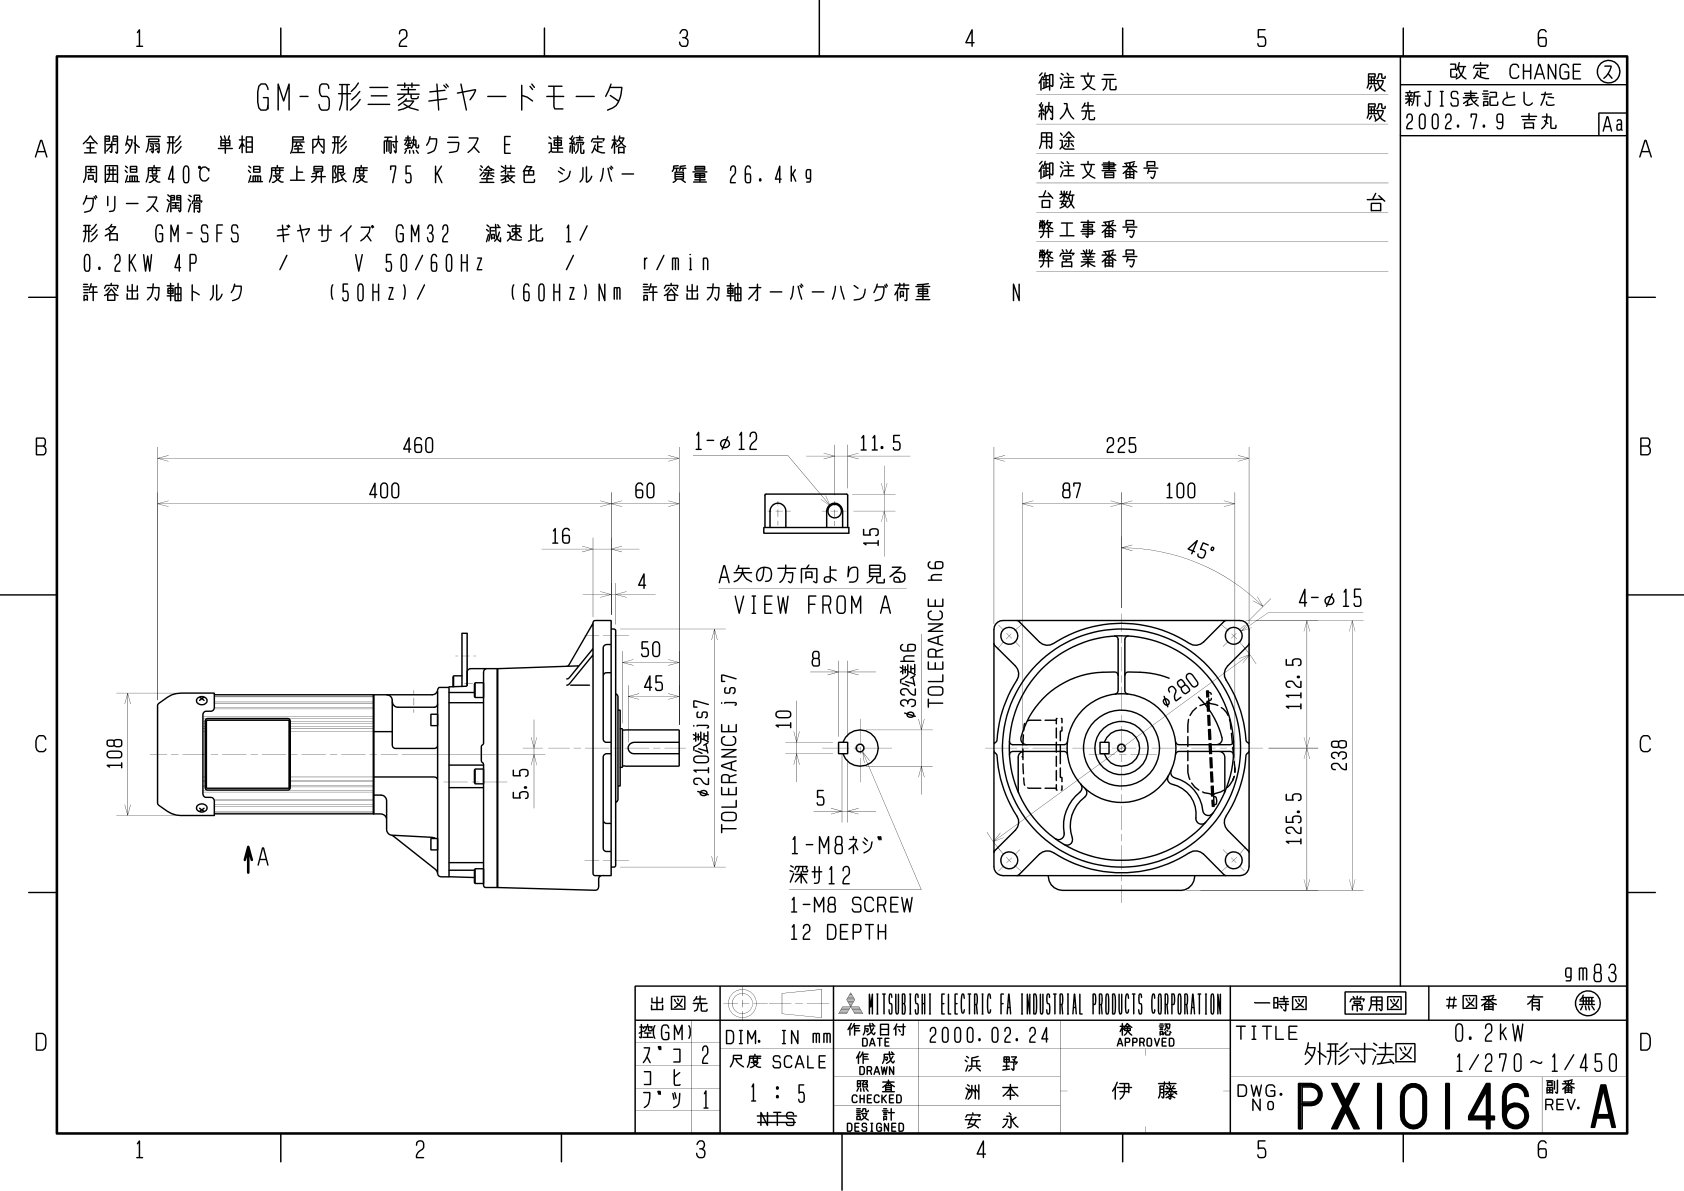 1 2 3 4 5 6
GM-S形三菱ギヤードモータ
全閉外扇形 単相 屋内形 耐熱クラス E 連続定格
周囲温度40℃ 温度上昇限度 75 K 塗装色 シルバー 質量 26.4kg
グリース潤滑
形名 GM-SFS ギヤサイズ GM32 減速比 1/
0.2KW 4P / V 50/60Hz / r/min
許容出力軸トルク (50Hz)/ (60Hz)Nm 許容出力軸オーバーハング荷重 N
御注文元 殿
納入先 殿
用途
御注文書番号
台数 台
弊工事番号
弊営業番号
改定 CHANGE ス
新JIS表記とした
2002.7.9 吉丸 Aa
A A
B B
C C
D D
460
400 60
16
4
50
45
108
5.5
φ210公差js7
TOLERANCE js7
A
1-φ12
11.5
15
A矢の方向より見る
VIEW FROM A
8
10
5
φ32公差h6
TOLERANCE h6
1-M8ネジ
深サ12
1-M8 SCREW
12 DEPTH
225
87 100
45°
4-φ15
φ280
112.5
125.5
238
gm83
出図先
控(GM)
ズコ 2
コヒ
ブツ 1
DIM. IN mm
尺度 SCALE
1 : 5
NTS
MITSUBISHI ELECTRIC FA INDUSTRIAL PRODUCTS CORPORATION
作成日付
DATE
2000.02.24
検 認
APPROVED
作 成
DRAWN
浜 野
照 査
CHECKED
洲 本
伊 藤
設 計
DESIGNED
安 永
一時図 常用図 #図番 有 無
TITLE
外形寸法図
0.2kW
1/270~1/450
DWG.
No
PX10146
副番
REV.
A
1 2 3 4 5 6